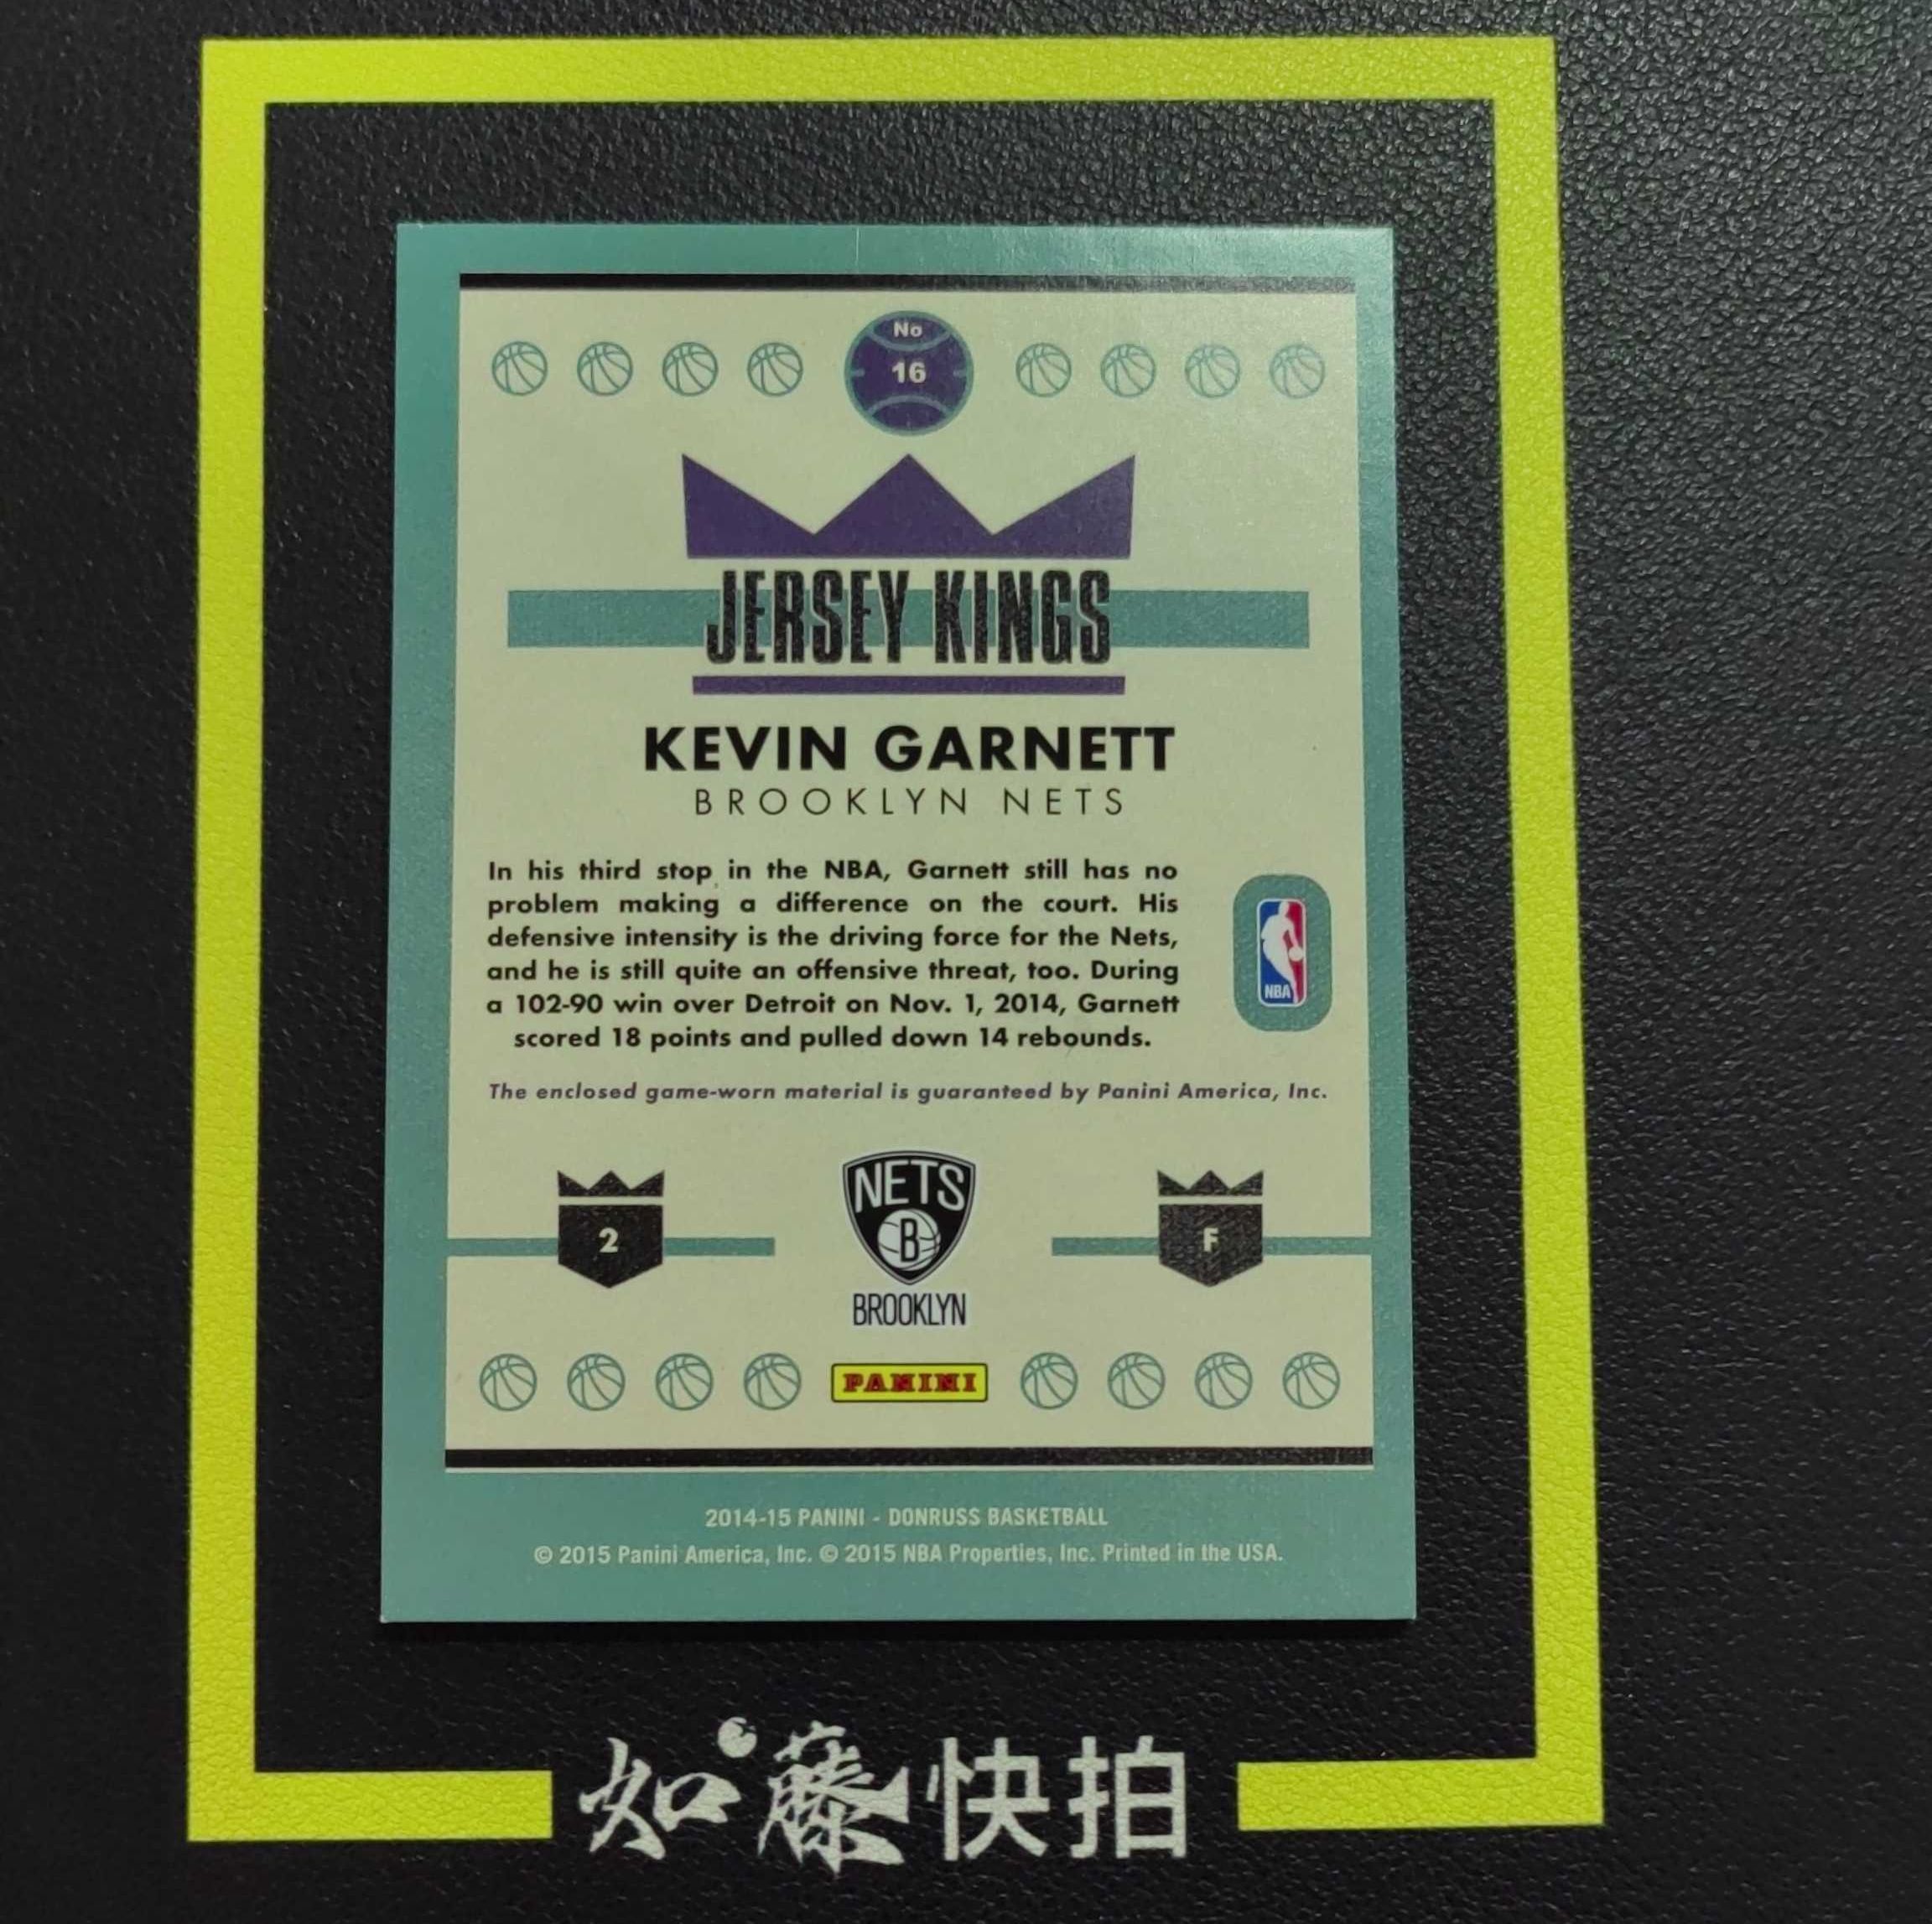 No
16
JERSEY KINGS
KEVIN GARNETT
BROOKLYN NETS
In his third stop in the NBA, Garnett still has no
problem making a difference on the court. His
defensive intensity is the driving force for the Nets,
and he is still quite an offensive threat, too. During
a 102-90 win over Detroit on Nov. 1, 2014, Garnett
scored 18 points and pulled down 14 rebounds.
NBA
The enclosed game-worn material is guaranteed by Panini America, Inc.
2
NETS
B
BROOKLYN
F
PANINI
2014-15 PANINI - DONRUSS BASKETBALL
© 2015 Panini America, Inc. © 2015 NBA Properties, Inc. Printed in the USA.
如藤快拍